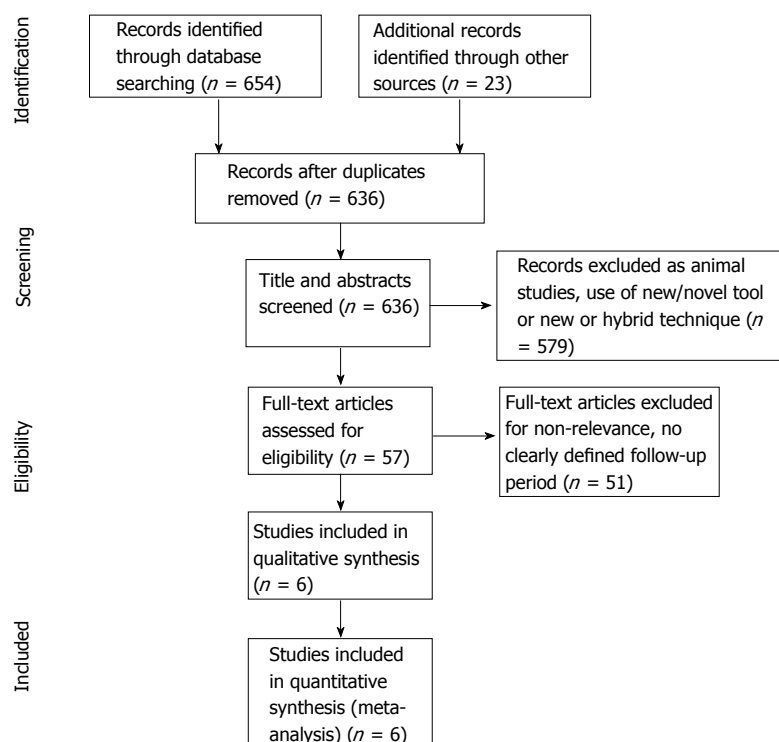 Identification
Records identified
through database
searching (n = 654)
Additional records
identified through other
sources (n = 23)
Records after duplicates
removed (n = 636)
Screening
Title and abstracts
screened (n = 636)
Records excluded as animal
studies, use of new/novel tool
or new or hybrid technique (n
= 579)
Eligibility
Full-text articles
assessed for
eligibility (n = 57)
Full-text articles excluded
for non-relevance, no
clearly defined follow-up
period (n = 51)
Studies included in
qualitative synthesis
(n = 6)
Included
Studies included
in quantitative
synthesis (meta-
analysis) (n = 6)